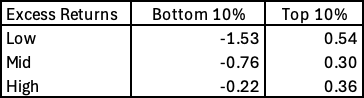 Excess Returns Bottom 10% Top 10%
Low -1.53 0.54
Mid -0.76 0.30
High -0.22 0.36